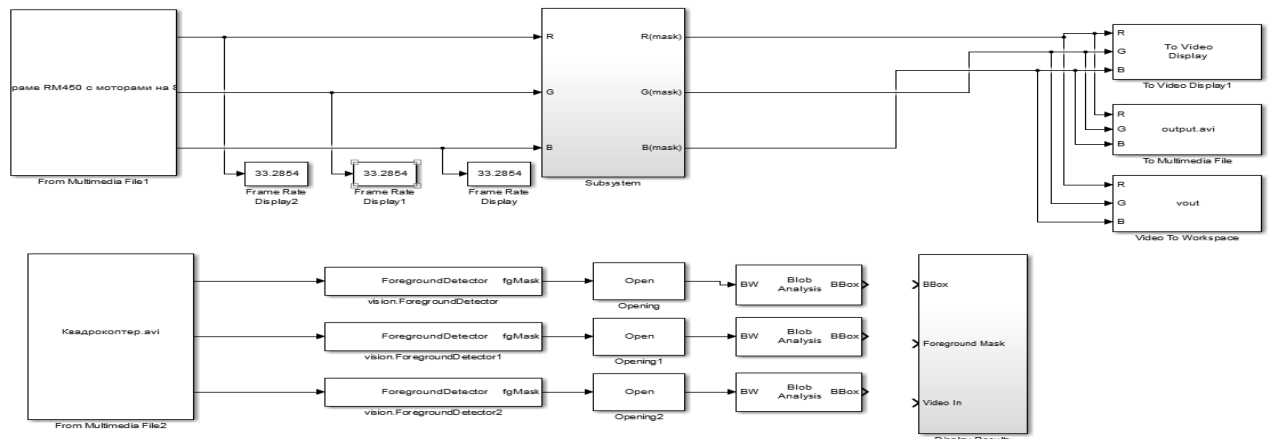 раме RM450 с моторами на
From Multimedia File1
33.2854
Frame Rate
Display2
33.2854
Frame Rate
Display1
33.2854
Frame Rate
Display
R
G
B
R(mask)
G(mask)
B(mask)
Subsystem
R
G
B
To Video
Display
To Video Display1
R
G
B
output.avi
To Multimedia File
R
G
B
vout
Video To Workspace
Квадрокоптер.avi
From Multimedia File2
ForegroundDetector fgMask
vision.ForegroundDetector
Open
Opening
BW
Blob
Analysis
BBox
ForegroundDetector fgMask
vision.ForegroundDetector1
Open
Opening1
BW
Blob
Analysis
BBox
ForegroundDetector fgMask
vision.ForegroundDetector2
Open
Opening2
BW
Blob
Analysis
BBox
BBox
Foreground Mask
Video In
Display Results